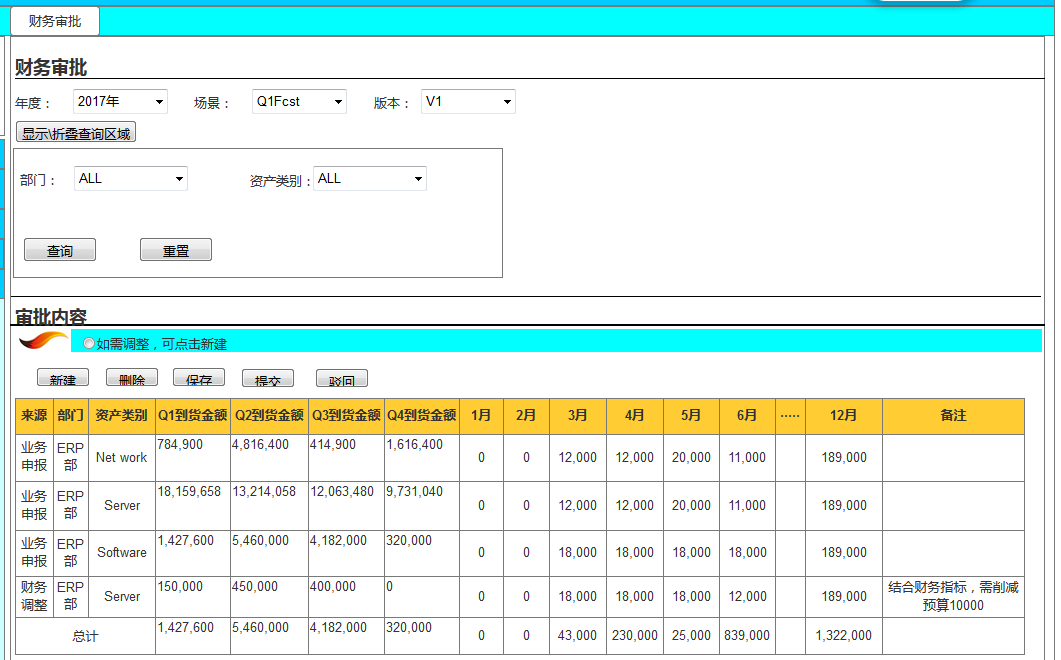 财务审批
财务审批
年度： 2017年 场景： Q1Fcst 版本： V1
显示\折叠查询区域
部门： ALL 资产类别： ALL
查询 重置
审批内容
如需调整，可点击新建
新建 删除 保存 提交 驳回
来源 部门 资产类别 Q1到货金额 Q2到货金额 Q3到货金额 Q4到货金额 1月 2月 3月 4月 5月 6月 ····· 12月 备注
业务申报 ERP部 Net work 784,900 4,816,400 414,900 1,616,400 0 0 12,000 12,000 20,000 11,000 189,000
业务申报 ERP部 Server 18,159,658 13,214,058 12,063,480 9,731,040 0 0 12,000 12,000 20,000 11,000 189,000
业务申报 ERP部 Software 1,427,600 5,460,000 4,182,000 320,000 0 0 18,000 18,000 18,000 18,000 189,000
财务调整 ERP部 Server 150,000 450,000 400,000 0 0 0 18,000 18,000 18,000 12,000 189,000 结合财务指标，需削减预算10000
总计 1,427,600 5,460,000 4,182,000 320,000 0 0 43,000 230,000 25,000 839,000 1,322,000